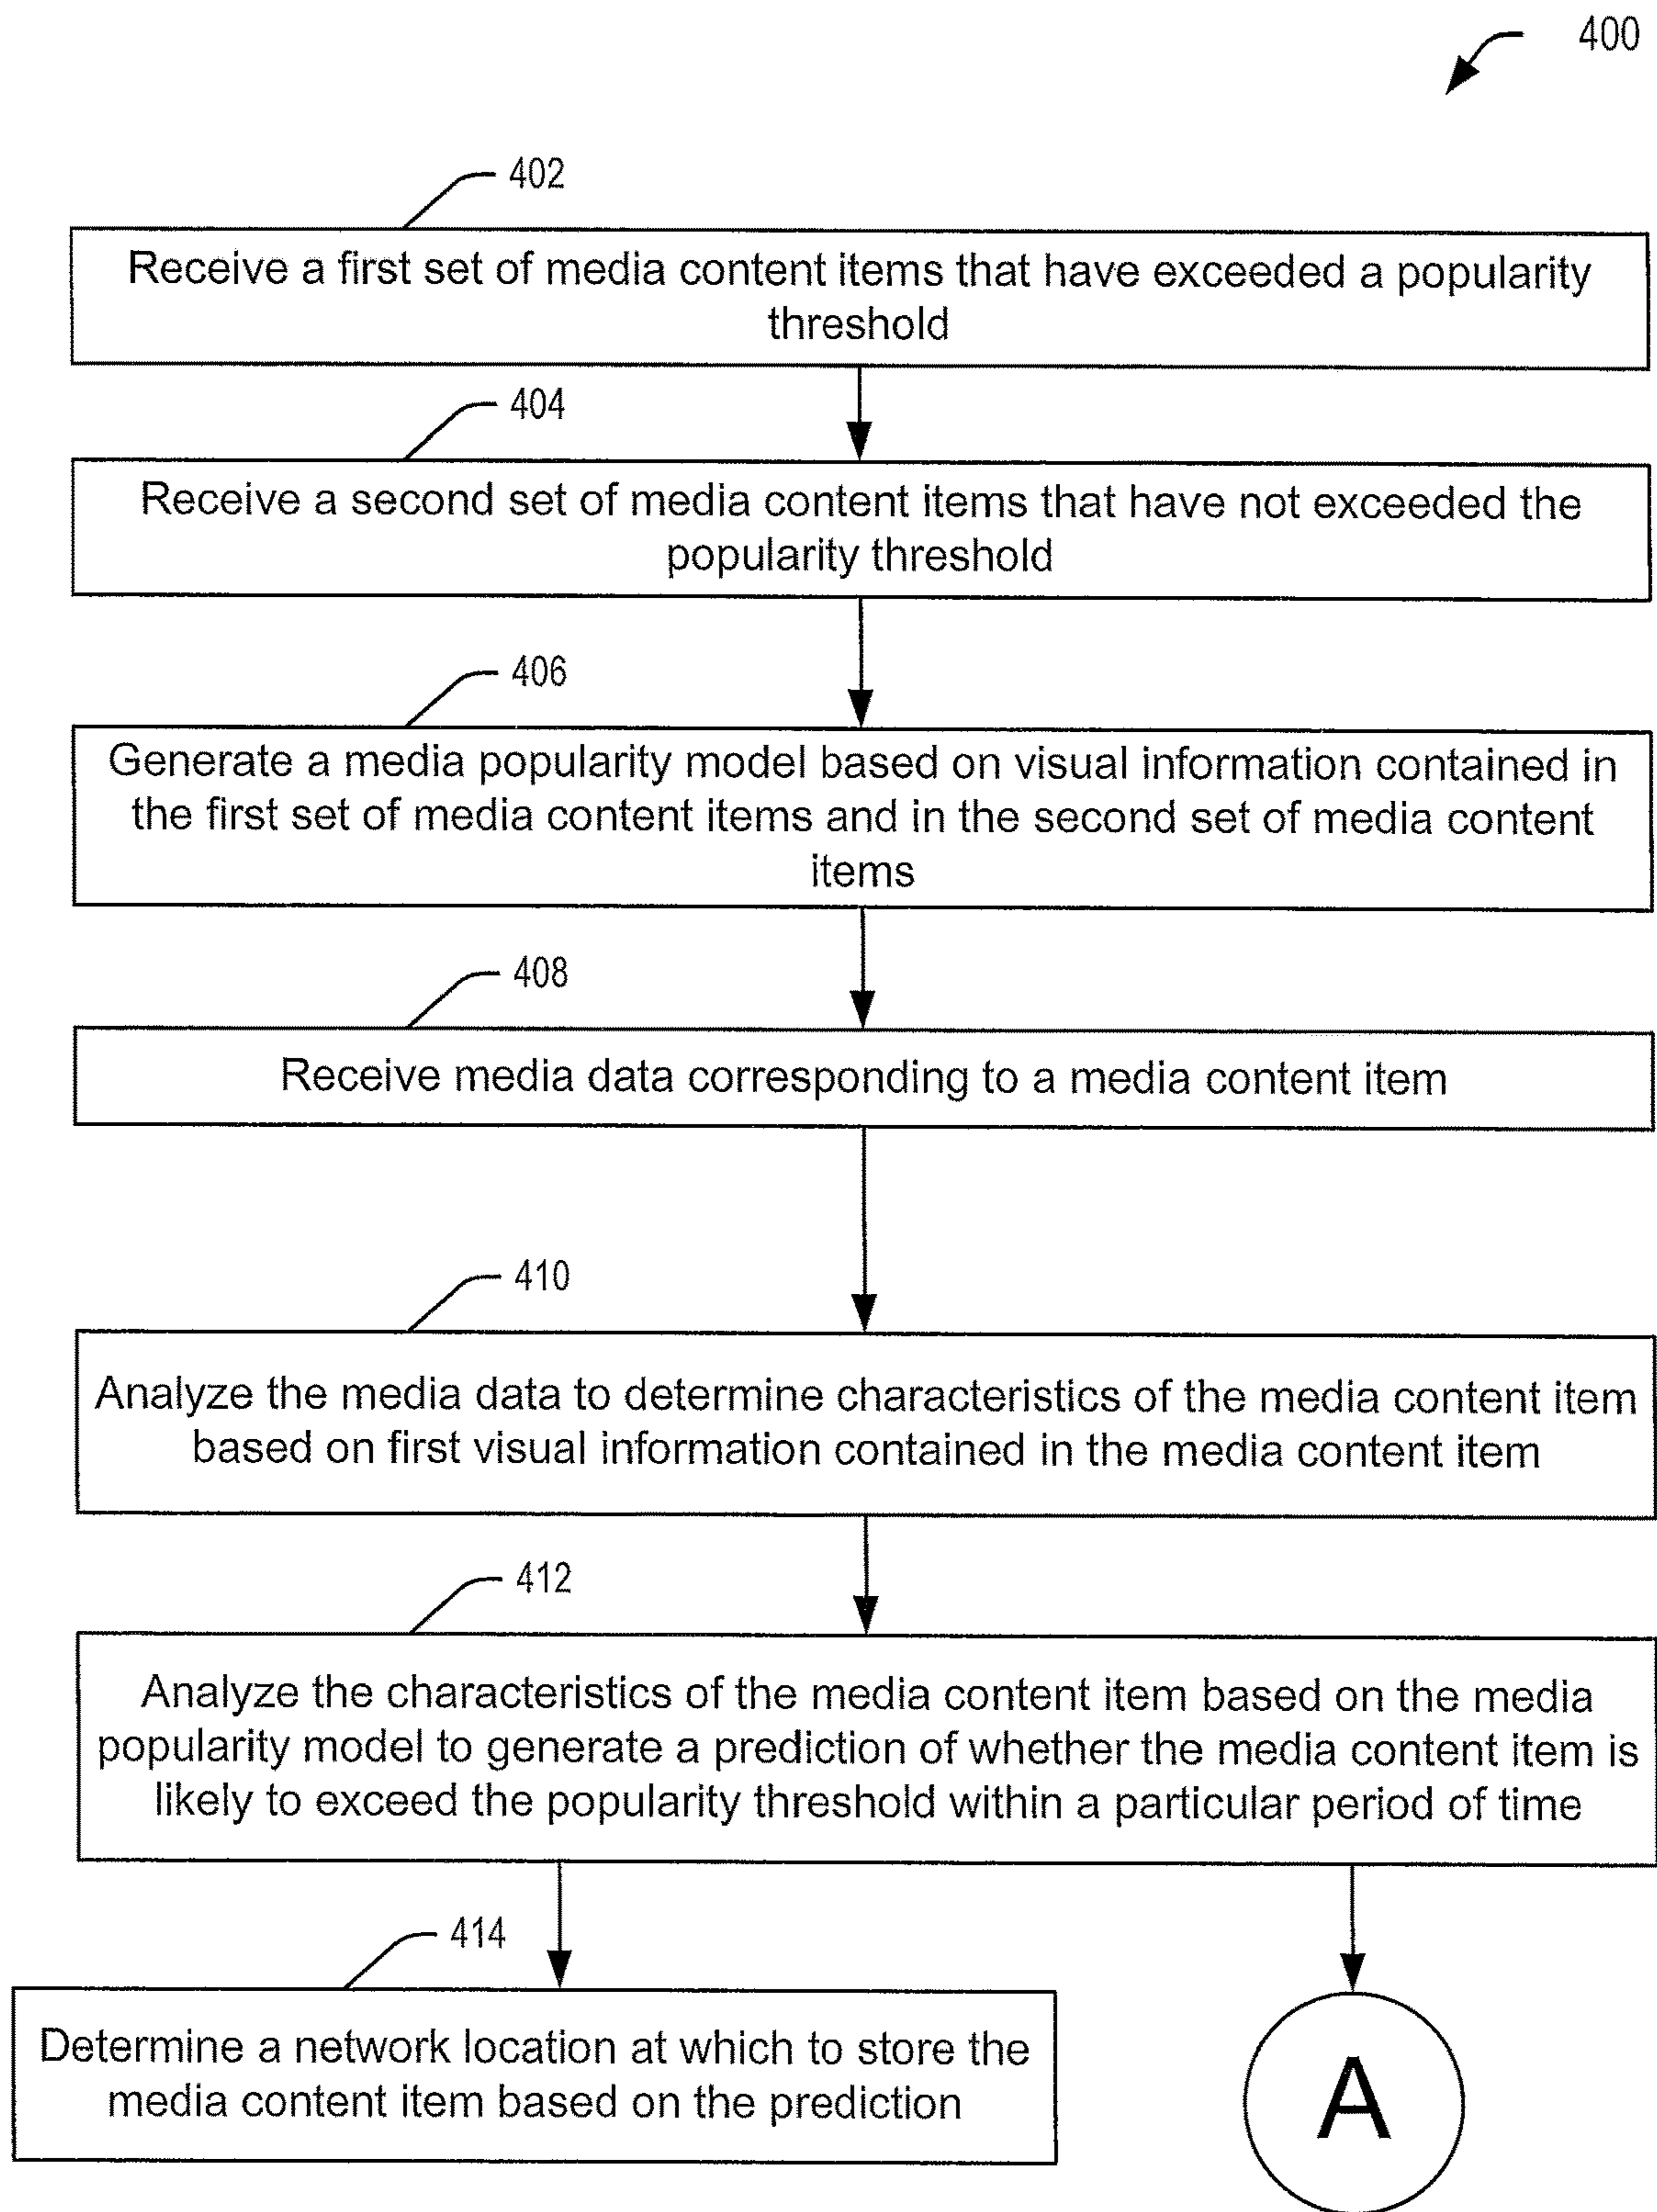 400
402
Receive a first set of media content items that have exceeded a popularity
threshold
404
Receive a second set of media content items that have not exceeded the
popularity threshold
406
Generate a media popularity model based on visual information contained in
the first set of media content items and in the second set of media content
items
408
Receive media data corresponding to a media content item
410
Analyze the media data to determine characteristics of the media content item
based on first visual information contained in the media content item
412
Analyze the characteristics of the media content item based on the media
popularity model to generate a prediction of whether the media content item is
likely to exceed the popularity threshold within a particular period of time
414
Determine a network location at which to store the
media content item based on the prediction
A